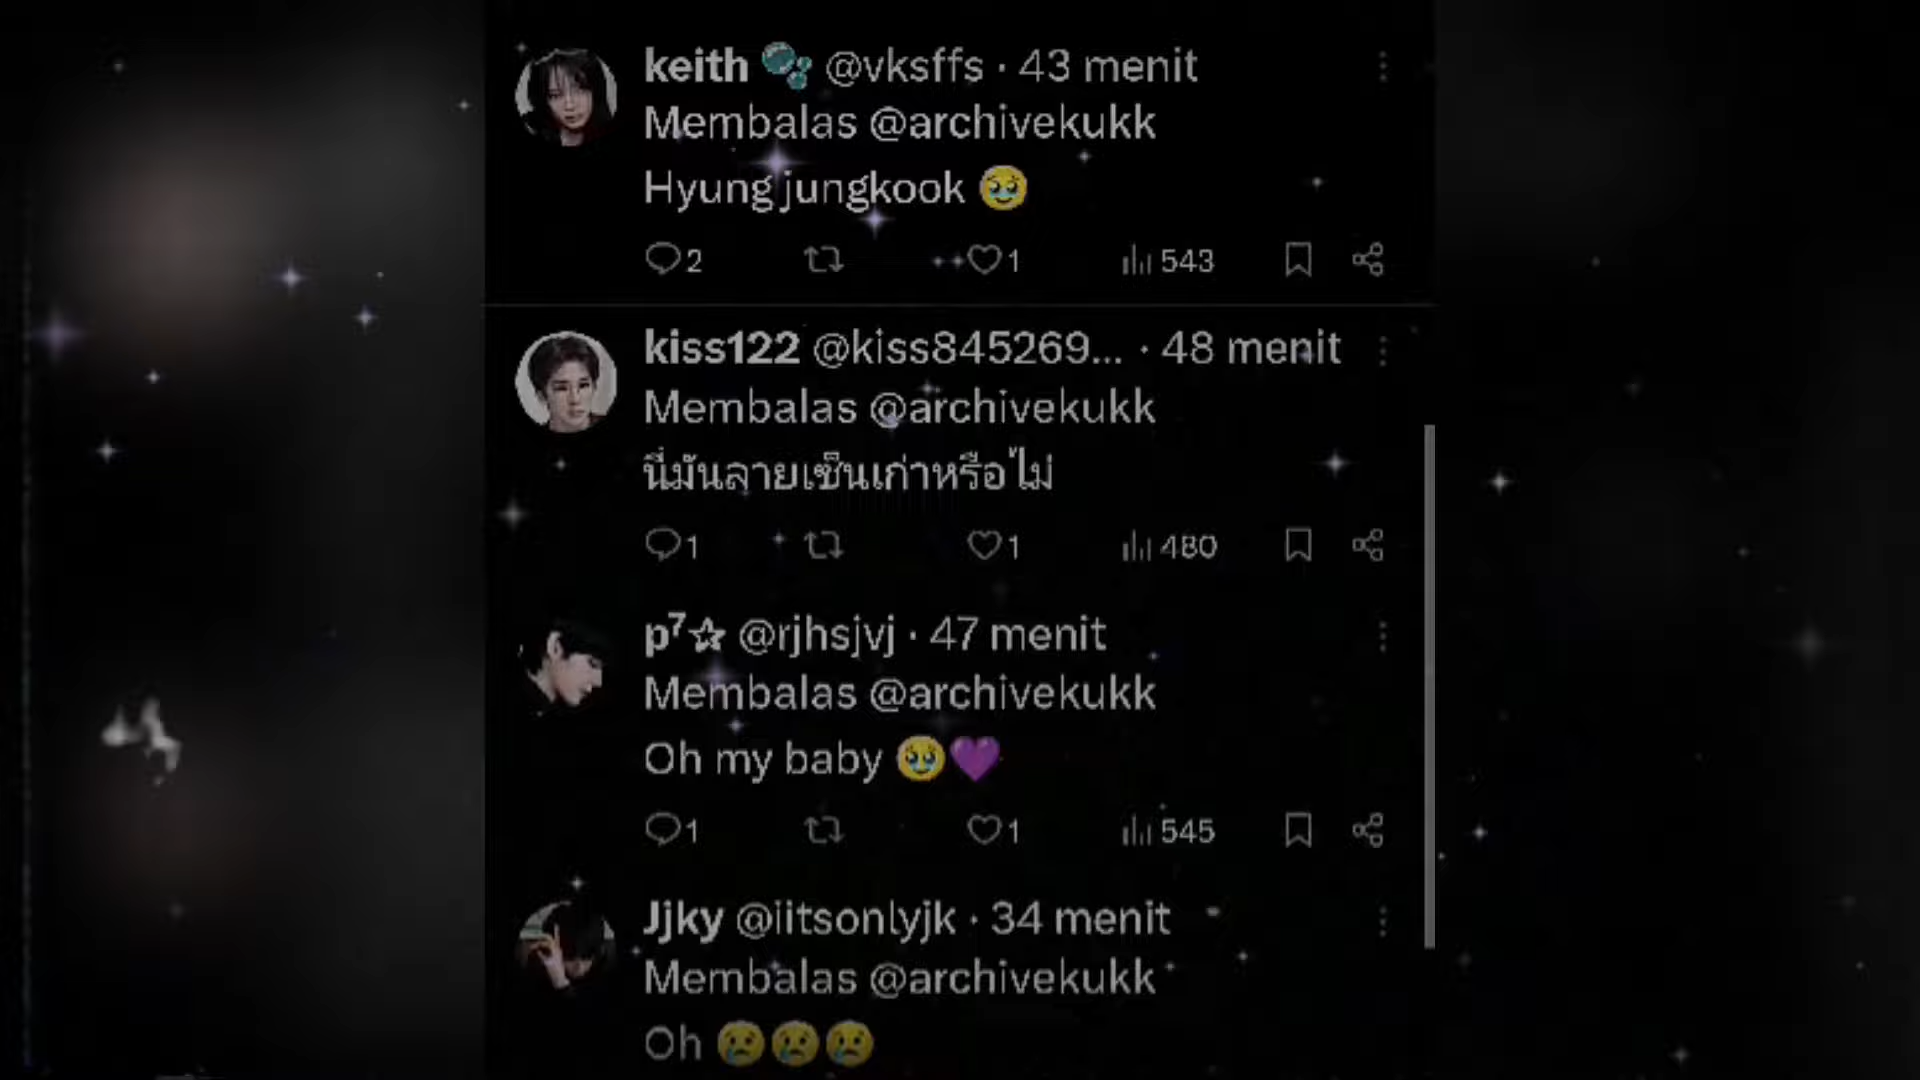 keith 🫧 @vksffs · 43 menit
Membalas @archivekukk
Hyung jungkook 🥹
2 1 543
kiss122 @kiss845269... · 48 menit
Membalas @archivekukk
นี่มันลายเซ็นเก่าหรือไม่
1 1 480
p⁷☆ @rjhsjvj · 47 menit
Membalas @archivekukk
Oh my baby 🥹💜
1 1 545
Jjky @iitsonlyjk · 34 menit
Membalas @archivekukk
Oh 😢😢😢